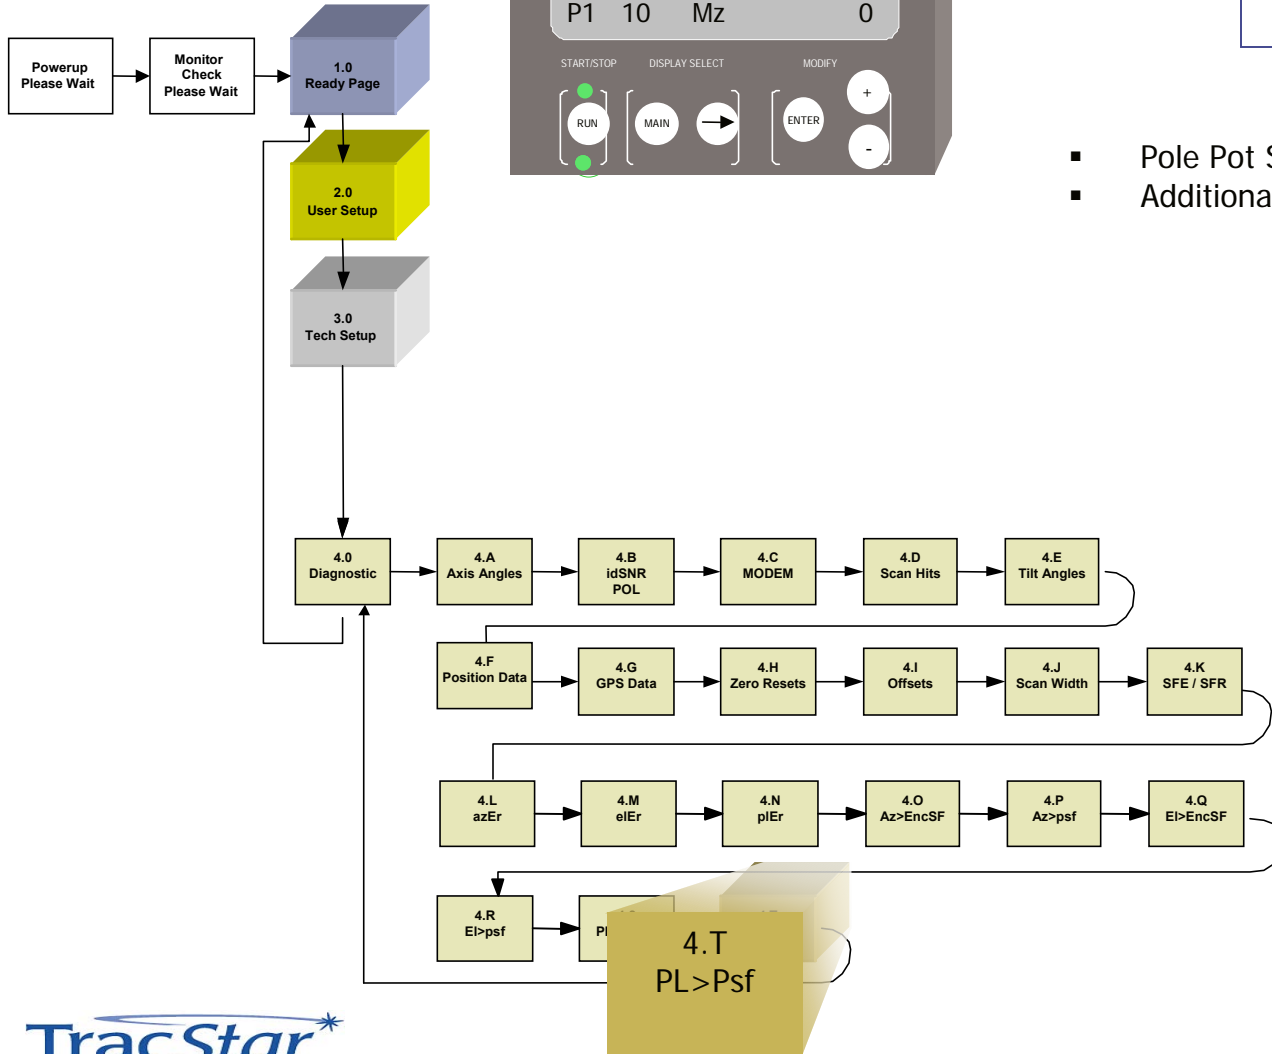 P1 10 Mz 0
START/STOP DISPLAY SELECT MODIFY
RUN MAIN ENTER + -
Powerup
Please Wait
Monitor
Check
Please Wait
1.0
Ready Page
2.0
User Setup
3.0
Tech Setup
▪ Pole Pot
▪
4.0
Diagnostic
4.A
Axis Angles
4.B
idSNR
POL
4.C
MODEM
4.D
Scan Hits
4.E
Tilt Angles
4.F
Position Data
4.G
GPS Data
4.H
Zero Resets
4.I
Offsets
4.J
Scan Width
4.K
SFE / SFR
4.L
azEr
4.M
elEr
4.N
plEr
4.O
Az>EncSF
4.P
Az>psf
4.Q
El>EncSF
4.R
El>psf
4.T
PL>Psf
TracStar